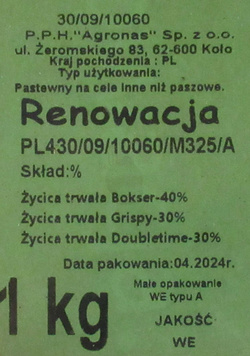 30/09/10060
P.P.H."Agronas" Sp. z o.o.
ul. Żeromskiego 83, 62-600 Koło
Kraj pochodzenia : PL
Typ użytkowania:
Pastewny na cele inne niż paszowe.
Renowacja
PL430/09/10060/M325/A
Skład:%
Życica trwała Bokser-40%
Życica trwała Grispy-30%
Życica trwała Doubletime-30%
Data pakowania:04.2024r.
1 kg
Małe opakowanie
WE typu A
JAKOŚĆ
WE